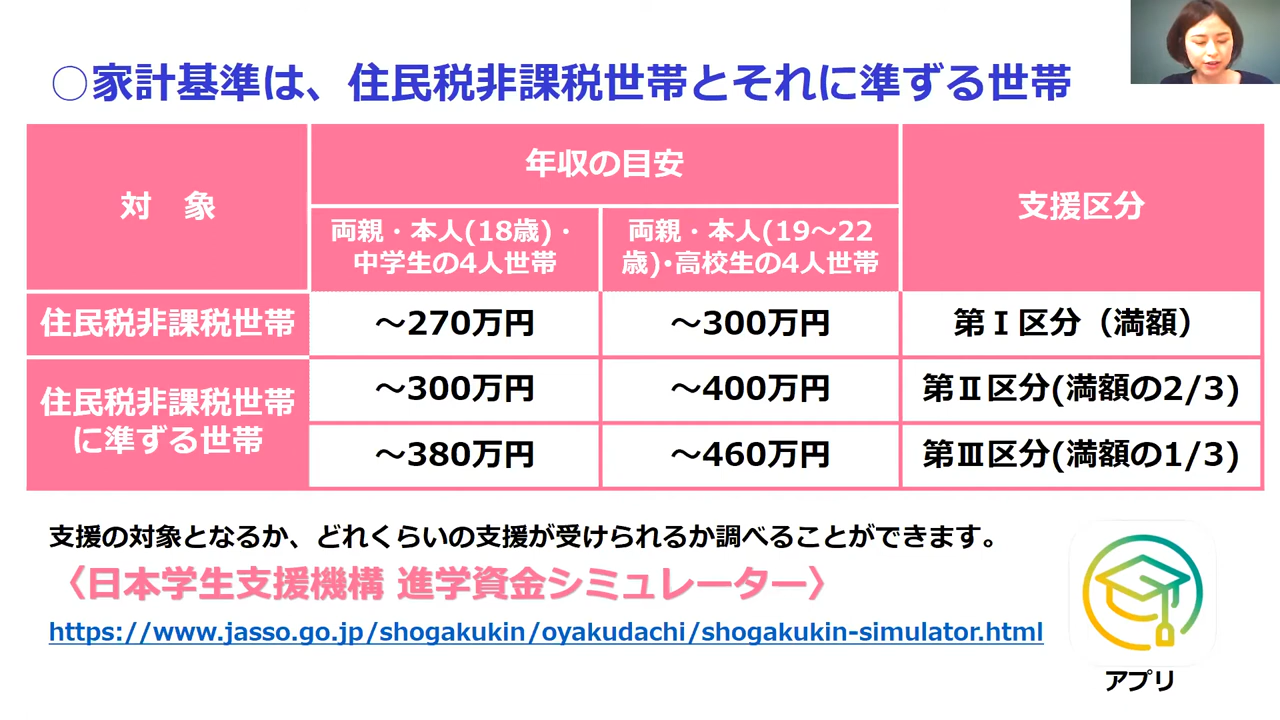 ○家計基準は、住民税非課税世帯とそれに準ずる世帯
対　象
年収の目安
支援区分
両親・本人(18歳)・
中学生の4人世帯
両親・本人(19～22
歳)・高校生の4人世帯
住民税非課税世帯
～270万円
～300万円
第Ⅰ区分（満額）
住民税非課税世帯
に準ずる世帯
～300万円
～400万円
第Ⅱ区分(満額の2/3)
～380万円
～460万円
第Ⅲ区分(満額の1/3)
支援の対象となるか、どれくらいの支援が受けられるか調べることができます。
〈日本学生支援機構 進学資金シミュレーター〉
https://www.jasso.go.jp/shogakukin/oyakudachi/shogakukin-simulator.html
アプリ